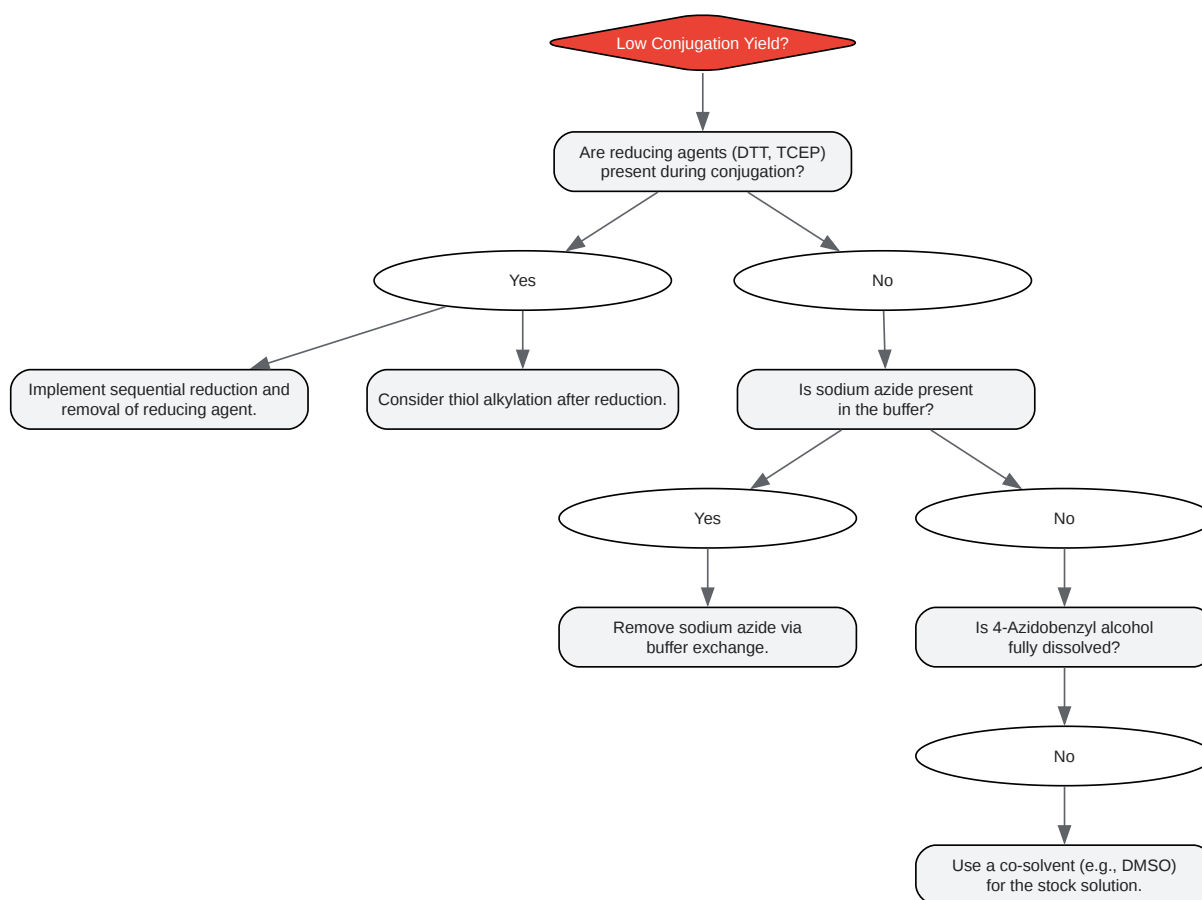 Low Conjugation Yield?
Are reducing agents (DTT, TCEP)
present during conjugation?
Yes
No
Implement sequential reduction and
removal of reducing agent.
Consider thiol alkylation after reduction.
Is sodium azide present
in the buffer?
Yes
No
Remove sodium azide via
buffer exchange.
Is 4-Azidobenzyl alcohol
fully dissolved?
No
Use a co-solvent (e.g., DMSO)
for the stock solution.